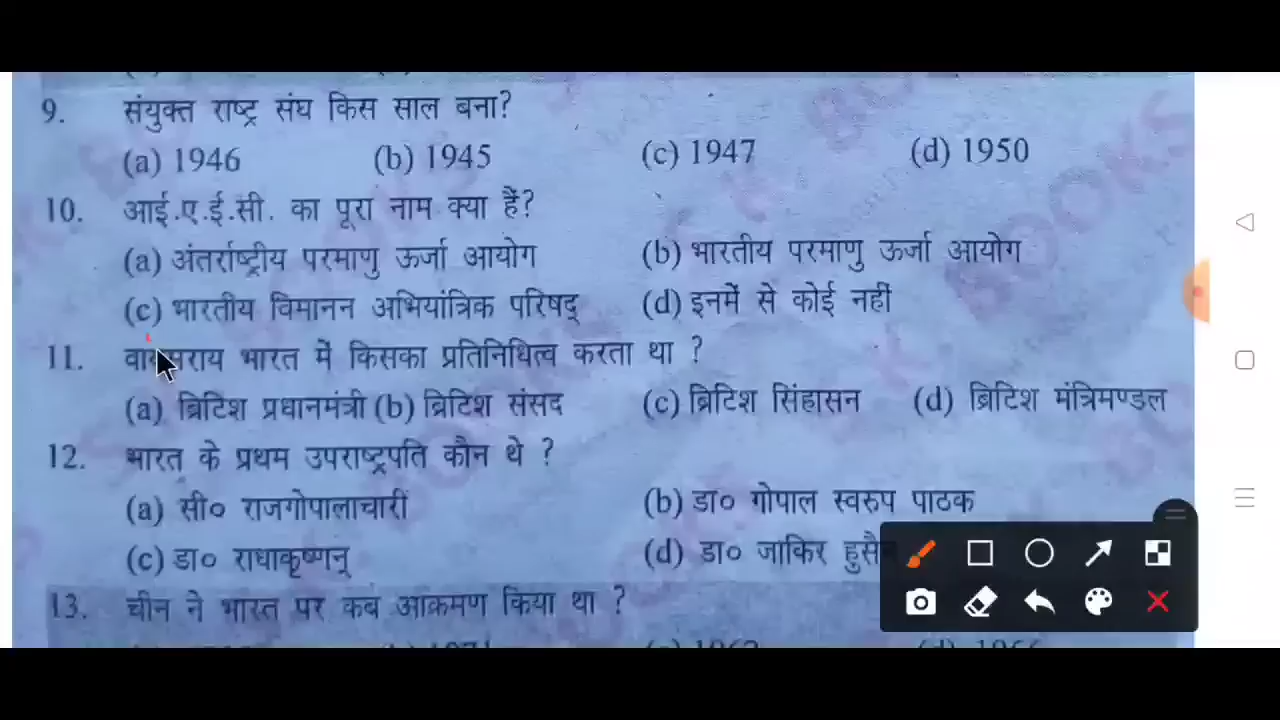 9. संयुक्त राष्ट्र संघ किस साल बना?
(a) 1946 (b) 1945 (c) 1947 (d) 1950
10. आई.ए.ई.सी. का पूरा नाम क्या हैं?
(a) अंतर्राष्ट्रीय परमाणु ऊर्जा आयोग (b) भारतीय परमाणु ऊर्जा आयोग
(c) भारतीय विमानन अभियांत्रिक परिषद् (d) इनमें से कोई नहीं
11. भारत में किसका प्रतिनिधित्व करता था ?
(a) ब्रिटिश प्रधानमंत्री (b) ब्रिटिश संसद (c) ब्रिटिश सिंहासन (d) ब्रिटिश मंत्रिमण्डल
12. भारत के प्रथम उपराष्ट्रपति कौन थे ?
(a) सी० राजगोपालाचारी (b) डा० गोपाल स्वरुप पाठक
(c) डा० राधाकृष्णन् (d) डा० जाकिर
13. चीन ने भारत पर कब आक्रमण किया था ?